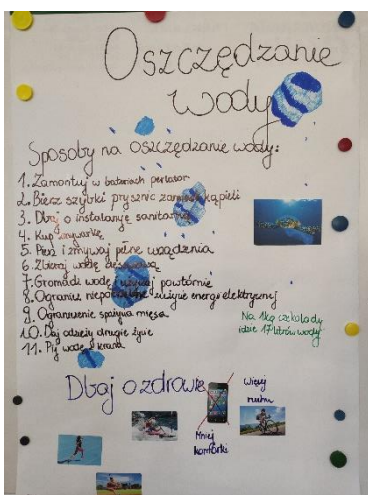 Oszczędzanie
wody
Sposoby na oszczędzanie wody:
1. Zamontuj w bateriach perlator
2. Bierz szybki prysznic zamiast kąpieli
3. Dbaj o instalację sanitarną
4. Kup zmywarkę
5. Pierz i zmywaj pełne urządzenia
6. Zbieraj wodę deszczową
7. Gromadź wodę i używaj powtórnie
8. Ogranicz niepotrzebne zużycie energii elektrycznej
9. Ograniczenie spożycia mięsa
10. Daj odzieży drugie życie
11. Pij wodę z kranu
Na 1kg czekolady
idzie 17 litrów wody
Dbaj o zdrowie
Więcej
ruchu
Mniej
komórki